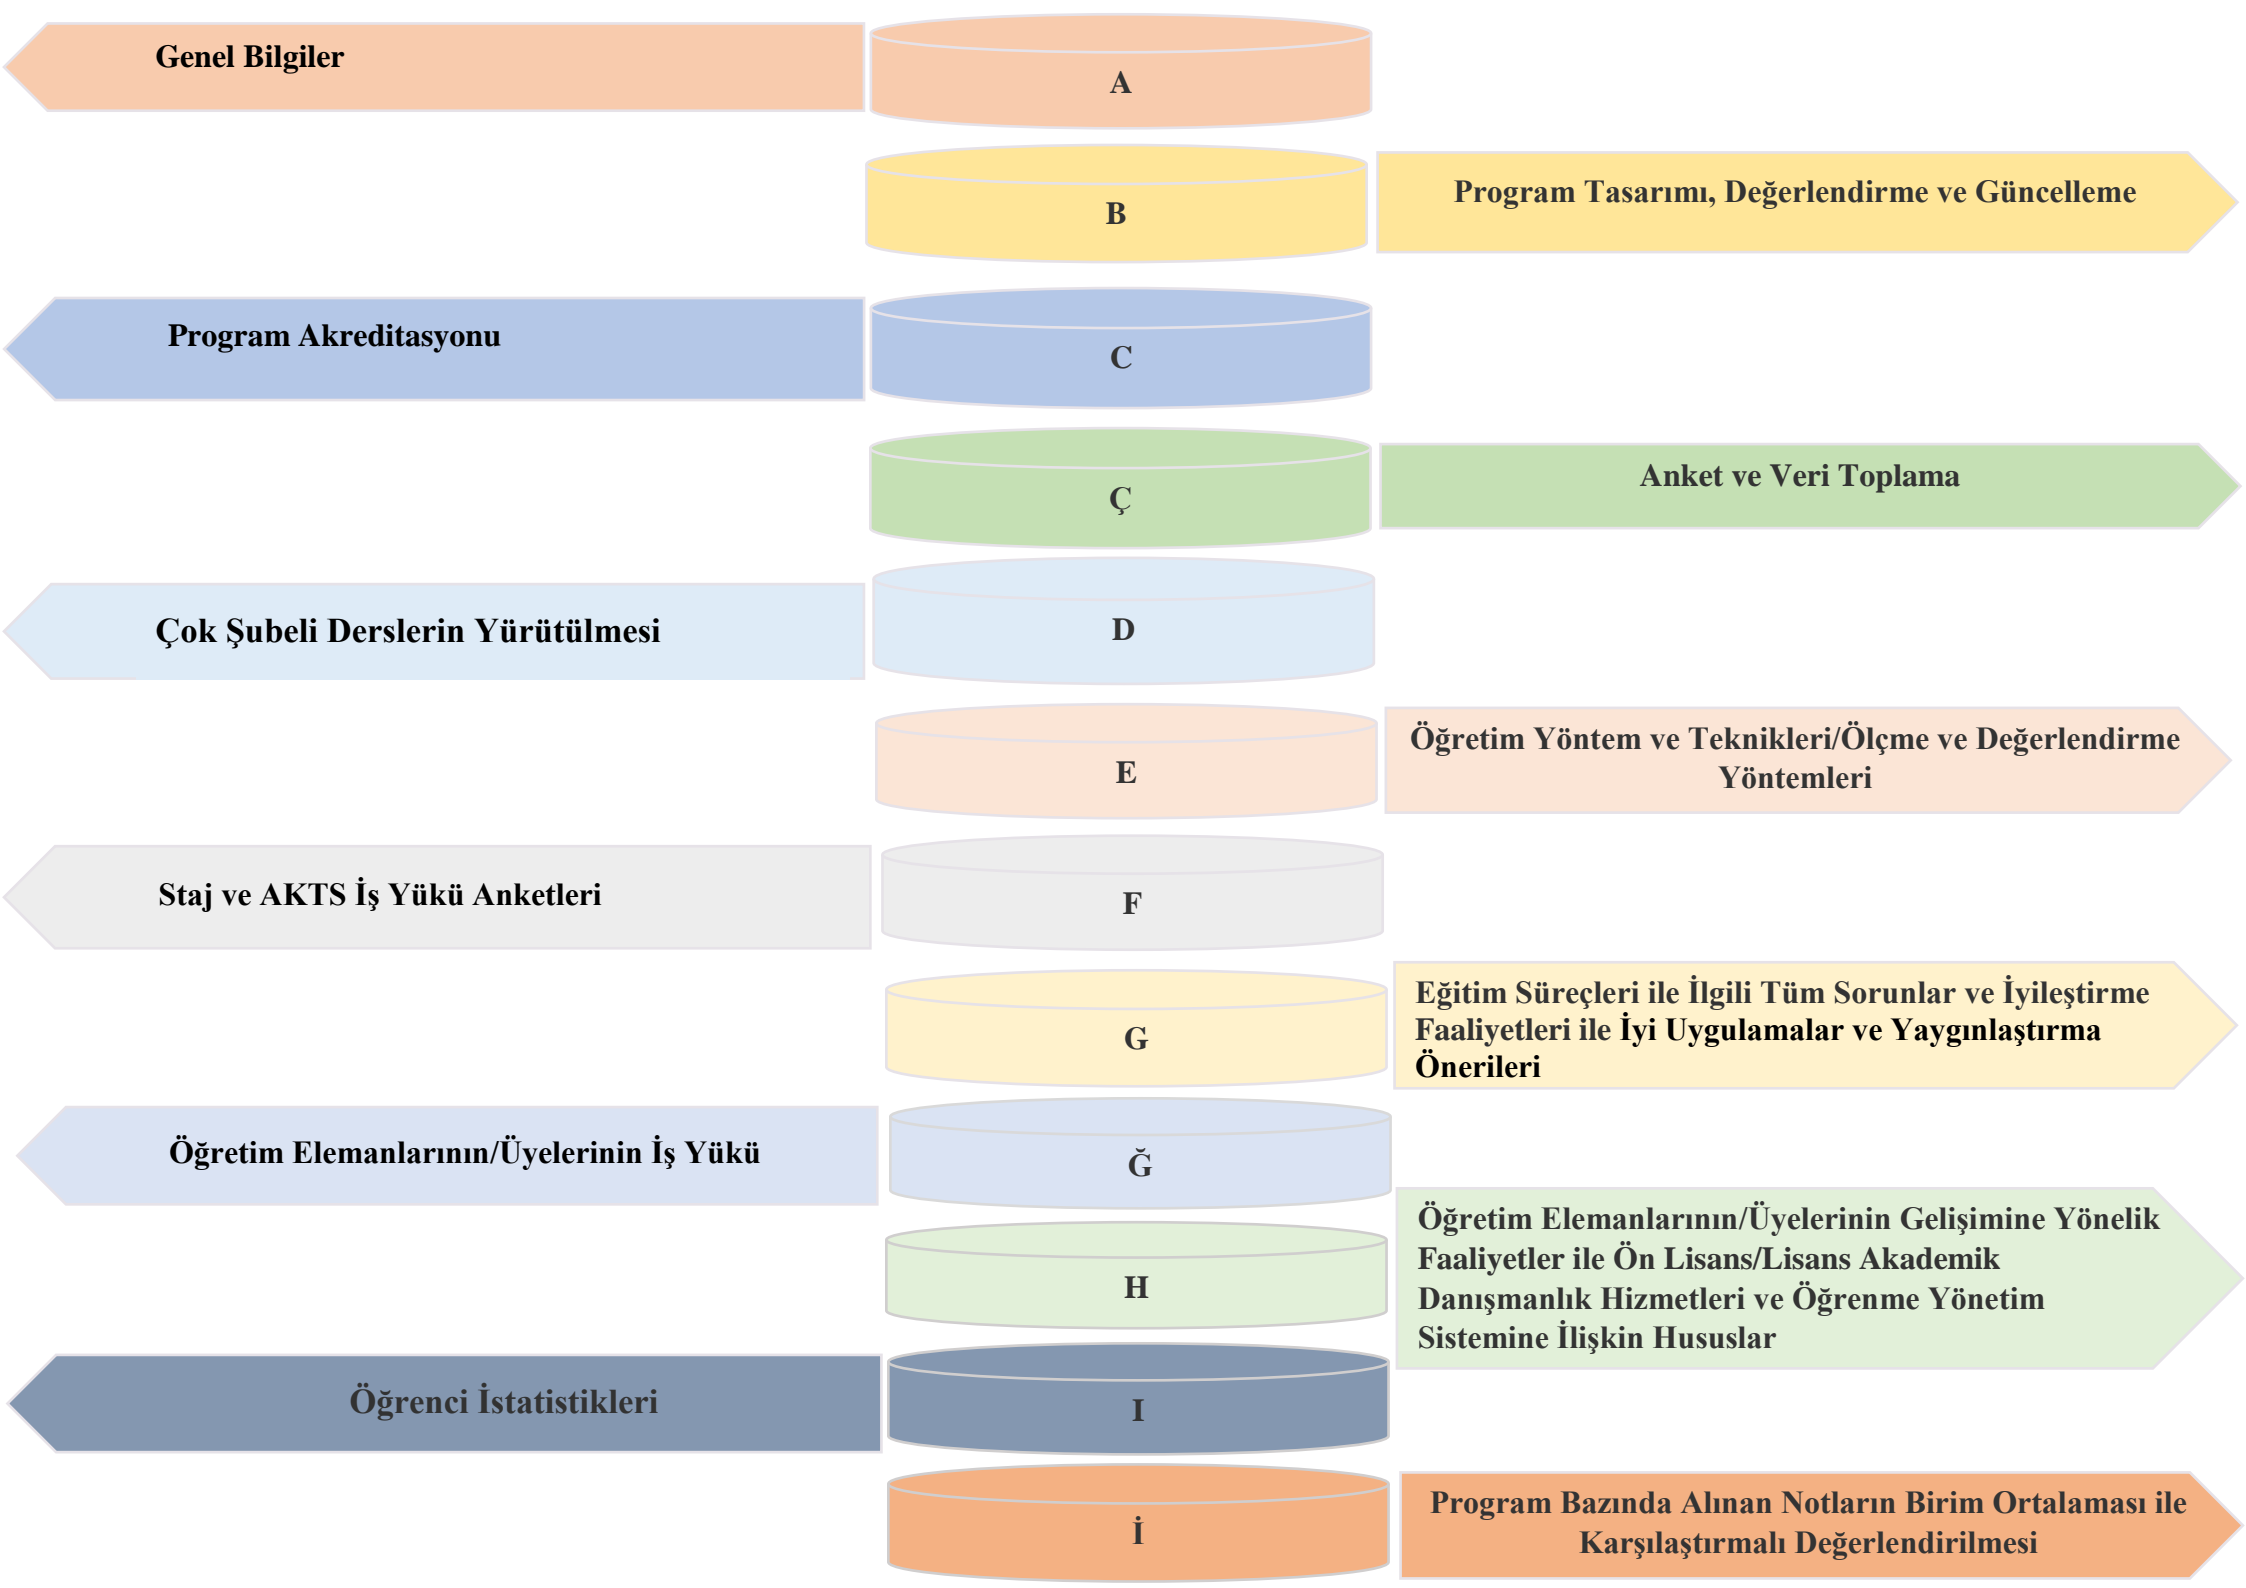 Genel Bilgiler
A
B
Program Tasarımı, Değerlendirme ve Güncelleme
Program Akreditasyonu
C
Ç
Anket ve Veri Toplama
Çok Şubeli Derslerin Yürütülmesi
D
E
Öğretim Yöntem ve Teknikleri/Ölçme ve Değerlendirme
Yöntemleri
Staj ve AKTS İş Yükü Anketleri
F
G
Eğitim Süreçleri ile İlgili Tüm Sorunlar ve İyileştirme
Faaliyetleri ile İyi Uygulamalar ve Yaygınlaştırma
Önerileri
Öğretim Elemanlarının/Üyelerinin İş Yükü
Ğ
H
Öğretim Elemanlarının/Üyelerinin Gelişimine Yönelik
Faaliyetler ile Ön Lisans/Lisans Akademik
Danışmanlık Hizmetleri ve Öğrenme Yönetim
Sistemine İlişkin Hususlar
Öğrenci İstatistikleri
I
İ
Program Bazında Alınan Notların Birim Ortalaması ile
Karşılaştırmalı Değerlendirilmesi